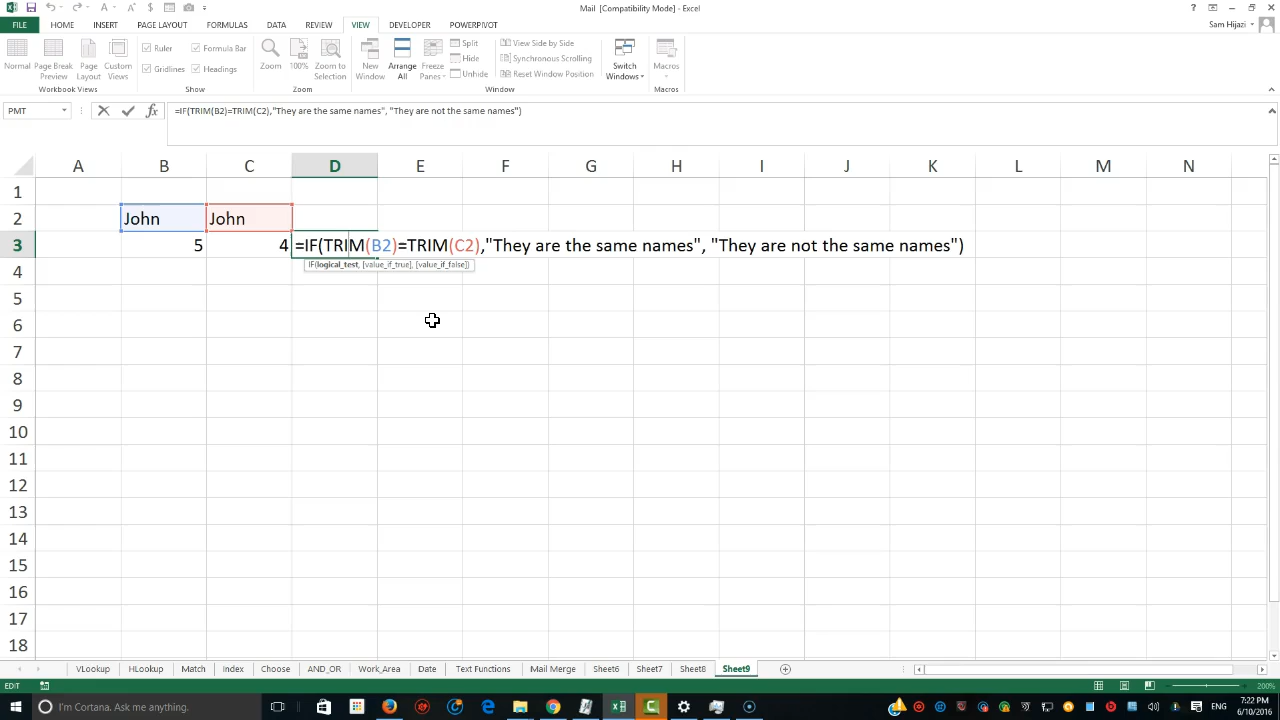 Mail [Compatibility Mode] - Excel
FILE HOME INSERT PAGE LAYOUT FORMULAS DATA REVIEW VIEW DEVELOPER POWERPIVOT
Sam Hijazi
Normal
Page Break
Preview
Page
Layout
Custom
Views
Workbook Views
Ruler
Formula Bar
Gridlines
Headings
Show
Zoom
100%
Zoom to
Selection
Zoom
New
Window
Arrange
All
Freeze
Panes
Split
Hide
Unhide
View Side by Side
Synchronous Scrolling
Reset Window Position
Switch
Windows
Window
Macros
Macros
PMT
fx
=IF(TRIM(B2)=TRIM(C2),"They are the same names", "They are not the same names")
A B C D E F G H I J K L M N
1
2 John John
3 5 4 =IF(TRIM(B2)=TRIM(C2),"They are the same names", "They are not the same names")
IF(logical_test, [value_if_true], [value_if_false])
4
5
6
7
8
9
10
11
12
13
14
15
16
17
18
VLookup HLookup Match Index Choose AND_OR Work_Area Date Text Functions Mail Merge Sheet6 Sheet7 Sheet8 Sheet9
EDIT
200%
I'm Cortana. Ask me anything.
ENG
7:22 PM
6/10/2016